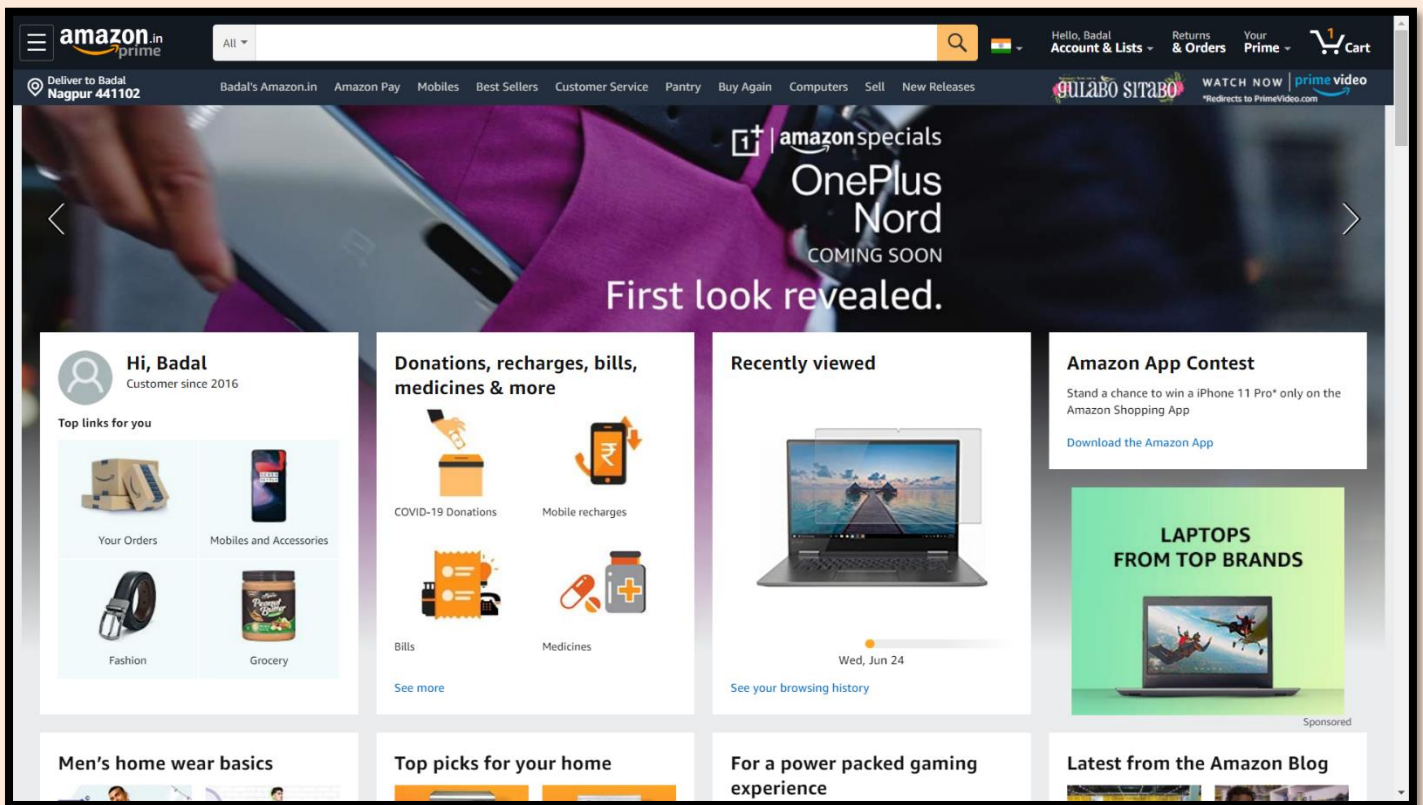 amazon.in
prime
All
Hello, Badal
Account & Lists
Returns
& Orders
Your
Prime
1
Cart
Deliver to Badal
Nagpur 441102
Badal's Amazon.in Amazon Pay Mobiles Best Sellers Customer Service Pantry Buy Again Computers Sell New Releases
GULABO SITABO
WATCH NOW
*Redirects to PrimeVideo.com
prime video
1+ | amazon specials
OnePlus
Nord
COMING SOON
First look revealed.
Hi, Badal
Customer since 2016
Top links for you
Your Orders
Mobiles and Accessories
Peanut
Butter
Fashion
Grocery
Donations, recharges, bills,
medicines & more
₹
COVID-19 Donations
Mobile recharges
Bills
Medicines
See more
Recently viewed
Wed, Jun 24
See your browsing history
Amazon App Contest
Stand a chance to win a iPhone 11 Pro* only on the
Amazon Shopping App
Download the Amazon App
LAPTOPS
FROM TOP BRANDS
Sponsored
Men's home wear basics
Top picks for your home
For a power packed gaming
experience
Latest from the Amazon Blog